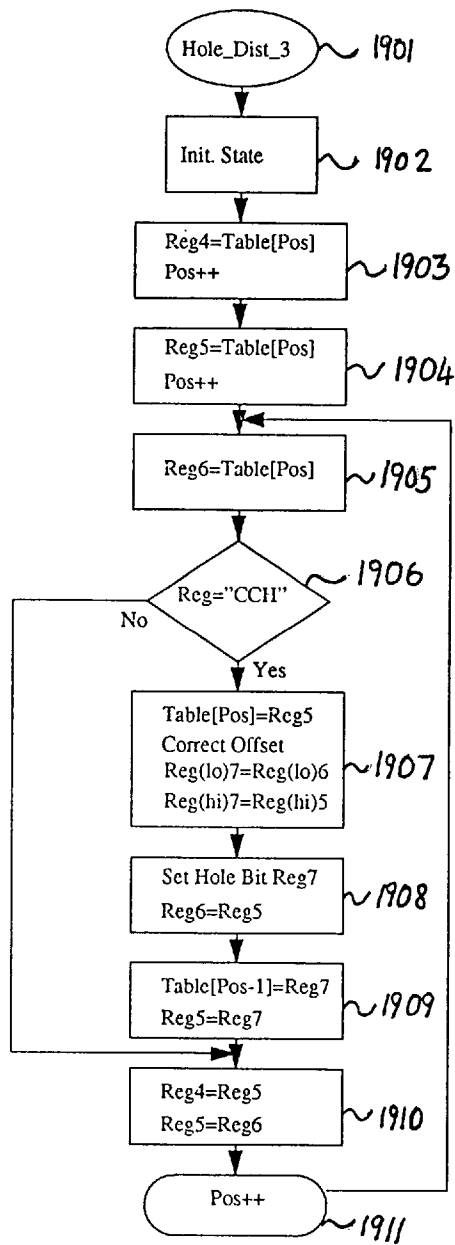 Hole_Dist_3
1901
Init. State
1902
Reg4=Table[Pos]
Pos++
1903
Reg5=Table[Pos]
Pos++
1904
Reg6=Table[Pos]
1905
Reg="CCH"
1906
No
Yes
Table[Pos]=Reg5
Correct Offset
Reg(lo)7=Reg(lo)6
Reg(hi)7=Reg(hi)5
1907
Set Hole Bit Reg7
Reg6=Reg5
1908
Table[Pos-1]=Reg7
Reg5=Reg7
1909
Reg4=Reg5
Reg5=Reg6
1910
Pos++
1911